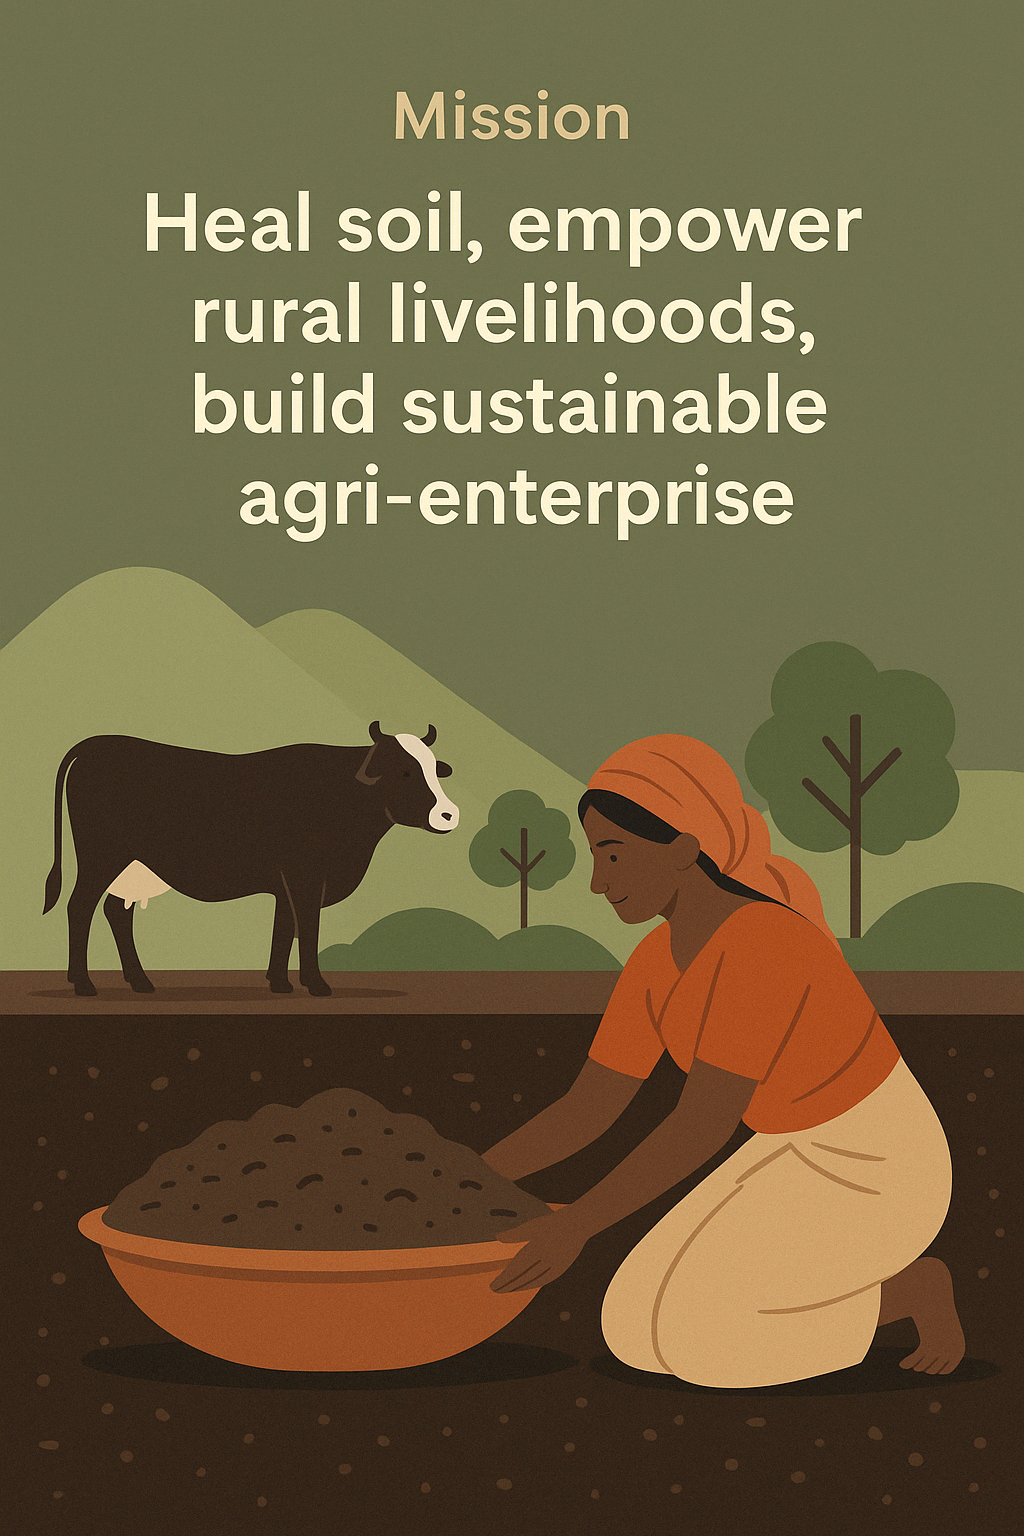 Mission
Heal soil, empower
rural livelihoods,
build sustainable
agri-enterprise